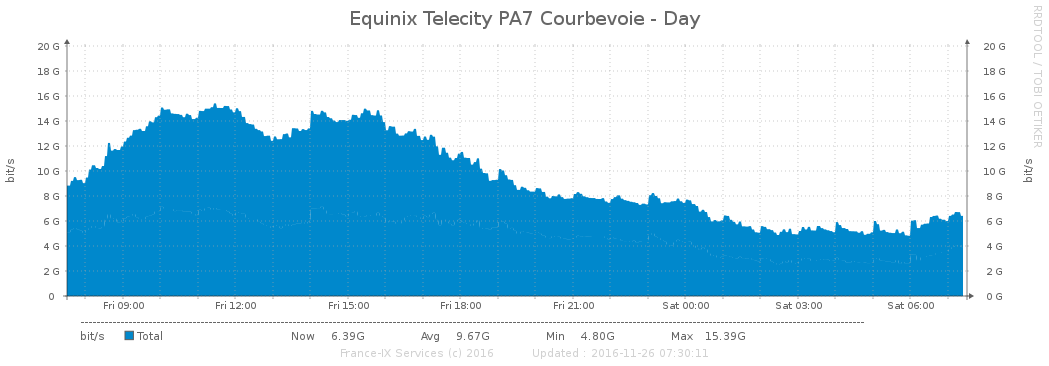 Equinix Telecity PA7 Courbevoie - Day
RRDTOOL / TOBI OETIKER
bit/s
20 G 20 G
18 G 18 G
16 G 16 G
14 G 14 G
12 G 12 G
10 G 10 G
8 G 8 G
6 G 6 G
4 G 4 G
2 G 2 G
0 0 G
bit/s
Fri 09:00 Fri 12:00 Fri 15:00 Fri 18:00 Fri 21:00 Sat 00:00 Sat 03:00 Sat 06:00
bit/s Total Now 6.39G Avg 9.67G Min 4.80G Max 15.39G
France-IX Services (c) 2016 Updated : 2016-11-26 07:30:11